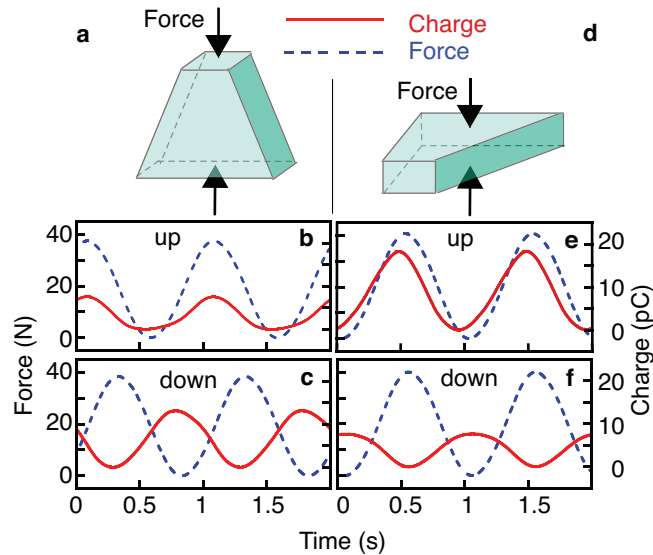 a
Force
Charge
Force
d
Force
Force (N)
40
20
0
up
b
up
e
20
10
0
Charge (pC)
40
20
0
down
c
down
f
20
10
0
0
0.5
1
1.5
0
0.5
1
1.5
Time (s)